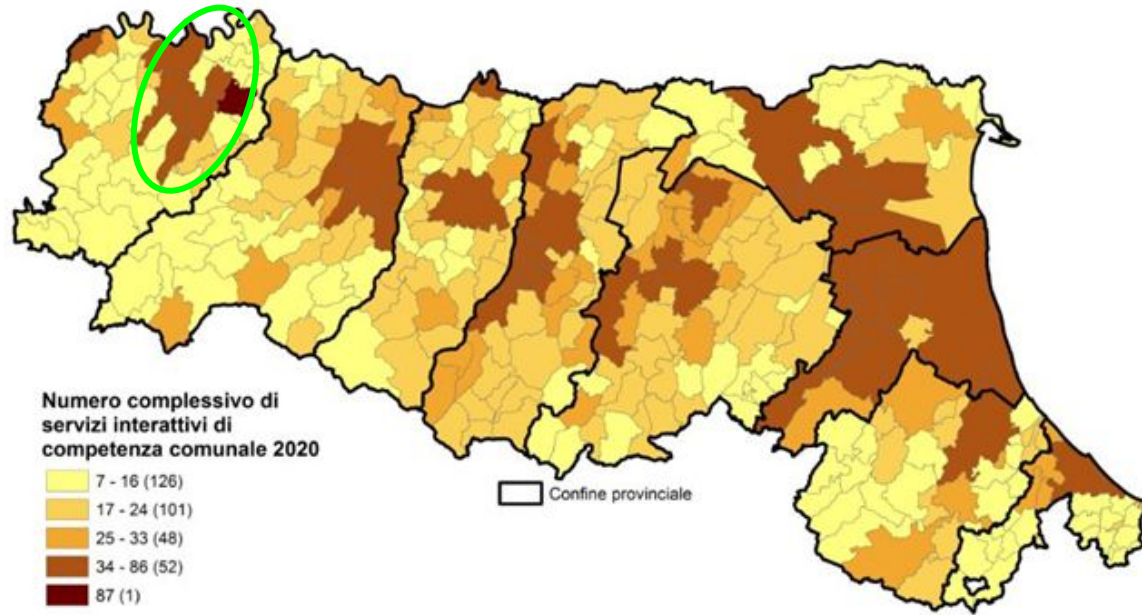 Numero complessivo di
servizi interattivi di
competenza comunale 2020
7 - 16 (126)
17 - 24 (101)
25 - 33 (48)
34 - 86 (52)
87 (1)
Confine provinciale